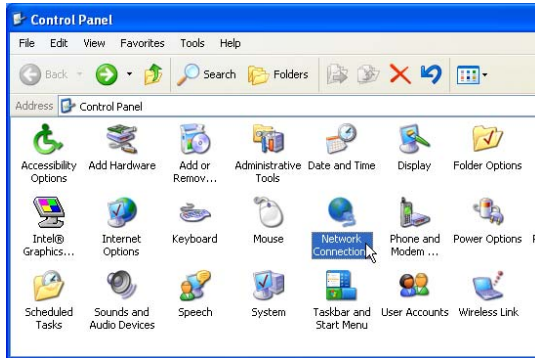 Control Panel
File Edit View Favorites Tools Help
Back Search Folders
Address Control Panel
Accessibility Options
Add Hardware
Add or Remov...
Administrative Tools
Date and Time
Display
Folder Options
Intel® Graphics...
Internet Options
Keyboard
Mouse
Network Connections
Phone and Modem ...
Power Options
Scheduled Tasks
Sounds and Audio Devices
Speech
System
Taskbar and Start Menu
User Accounts
Wireless Link